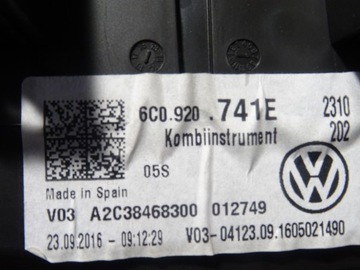 6C0.920 .741E 2310
Kombiinstrument 202
05S
Made in Spain
V03 A2C38468300 012749
23.09.2016 - 09:12:29 V03-04123.09.1605021490